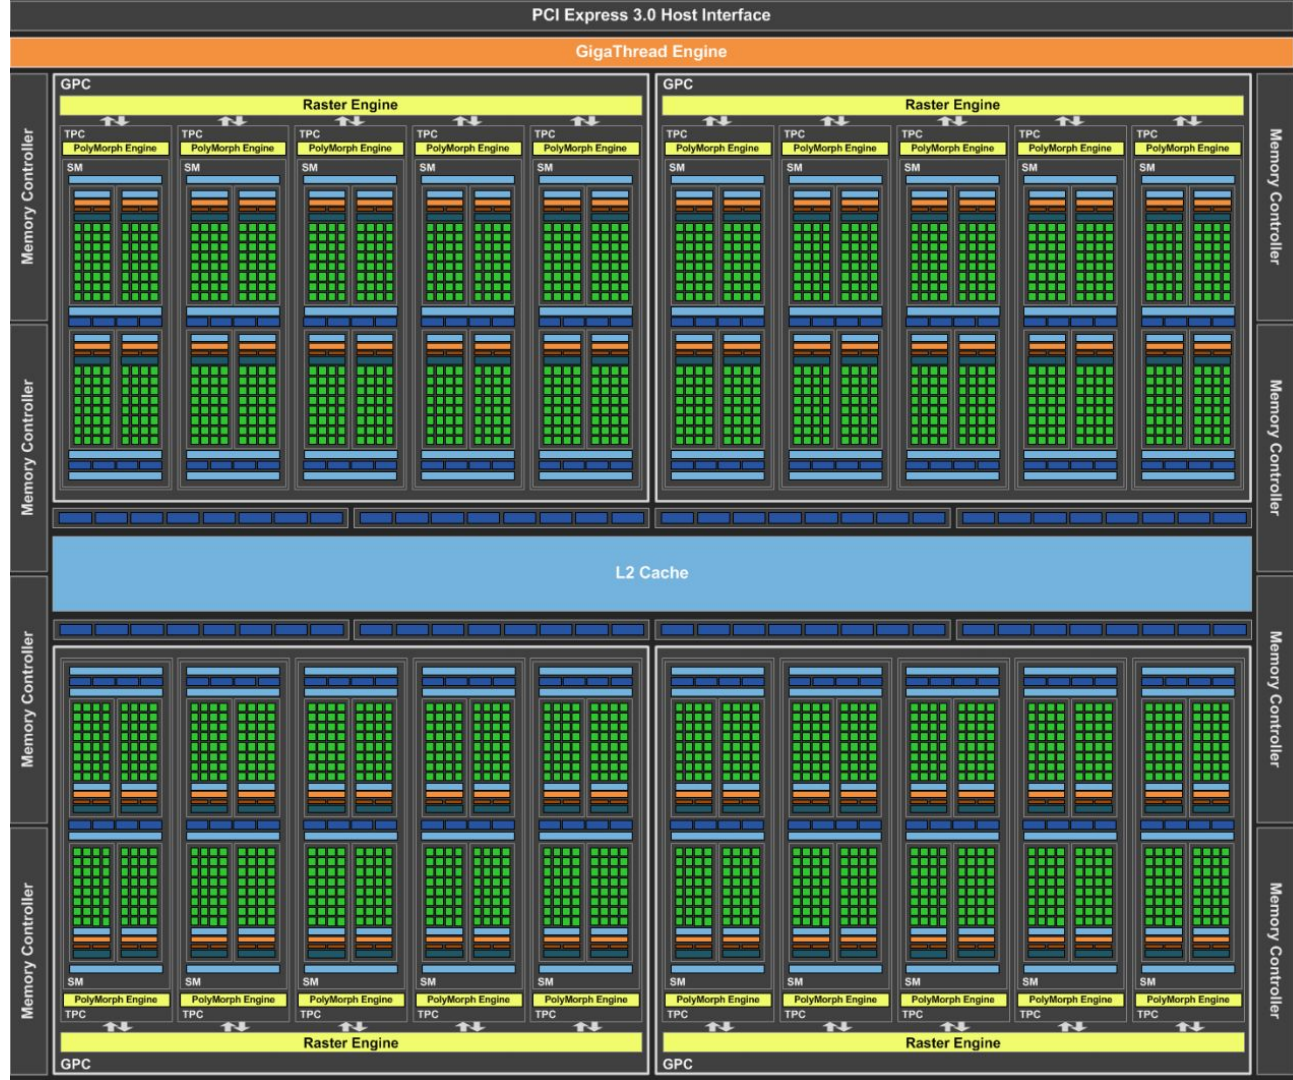 PCI Express 3.0 Host Interface
GigaThread Engine
Memory Controller
Memory Controller
Memory Controller
Memory Controller
GPC
Raster Engine
TPC TPC TPC TPC TPC
PolyMorph Engine PolyMorph Engine PolyMorph Engine PolyMorph Engine PolyMorph Engine
SM SM SM SM SM
GPC
Raster Engine
TPC TPC TPC TPC TPC
PolyMorph Engine PolyMorph Engine PolyMorph Engine PolyMorph Engine PolyMorph Engine
SM SM SM SM SM
L2 Cache
SM SM SM SM SM
PolyMorph Engine PolyMorph Engine PolyMorph Engine PolyMorph Engine PolyMorph Engine
TPC TPC TPC TPC TPC
Raster Engine
GPC
SM SM SM SM SM
PolyMorph Engine PolyMorph Engine PolyMorph Engine PolyMorph Engine PolyMorph Engine
TPC TPC TPC TPC TPC
Raster Engine
GPC
Memory Controller
Memory Controller
Memory Controller
Memory Controller